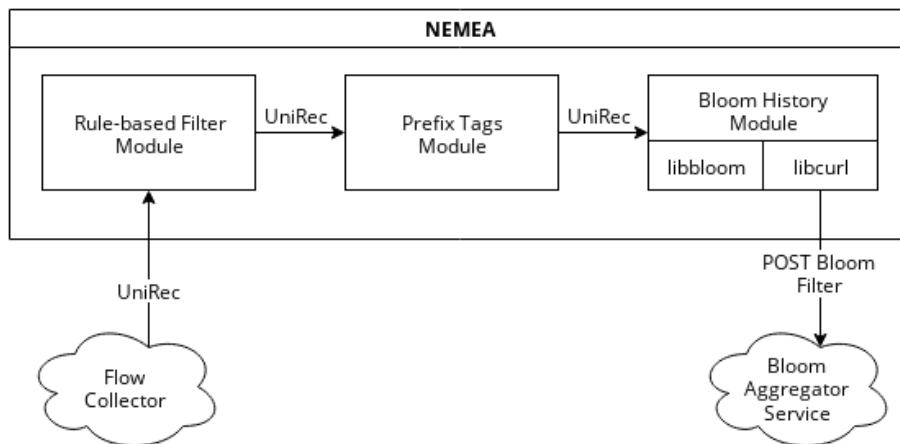 NEMEA
Rule-based Filter
Module
UniRec
Prefix Tags
Module
UniRec
Bloom History
Module
libbloom
libcurl
UniRec
POST Bloom
Filter
Flow
Collector
Bloom
Aggregator
Service